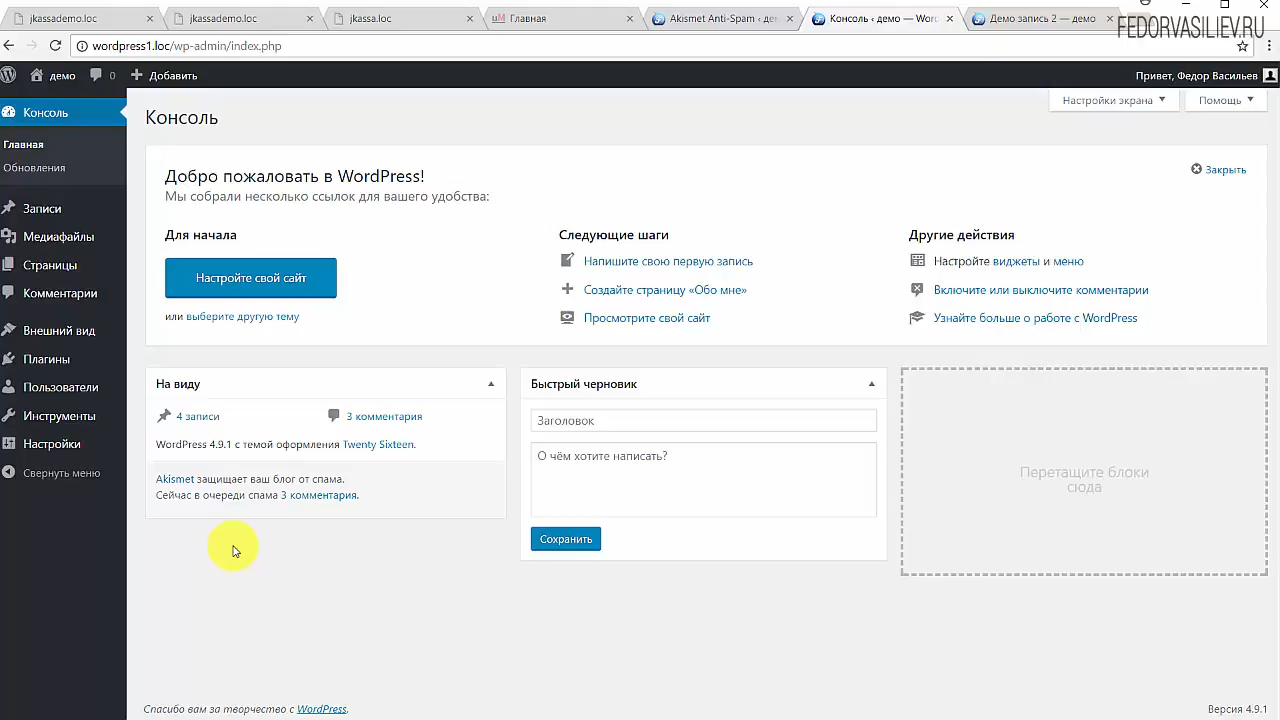 jkassademo.loc
jkassademo.loc
jkassa.loc
uM Главная
Akismet Anti-Spam ‹ де
Консоль ‹ демо — Wor
Демо запись 2 — демо
FEDORVASILIEV.RU
wordpress1.loc/wp-admin/index.php
демо
0
Добавить
Привет, Федор Васильев
Консоль
Главная
Обновления
Записи
Медиафайлы
Страницы
Комментарии
Внешний вид
Плагины
Пользователи
Инструменты
Настройки
Свернуть меню
Настройки экрана
Помощь
Консоль
Добро пожаловать в WordPress!
Закрыть
Мы собрали несколько ссылок для вашего удобства:
Для начала
Настройте свой сайт
или выберите другую тему
Следующие шаги
Напишите свою первую запись
Создайте страницу «Обо мне»
Просмотрите свой сайт
Другие действия
Настройте виджеты и меню
Включите или выключите комментарии
Узнайте больше о работе с WordPress
На виду
4 записи
3 комментария
WordPress 4.9.1 с темой оформления Twenty Sixteen.
Akismet защищает ваш блог от спама.
Сейчас в очереди спама 3 комментария.
Быстрый черновик
Заголовок
О чём хотите написать?
Сохранить
Перетащите блоки
сюда
Спасибо вам за творчество с WordPress.
Версия 4.9.1